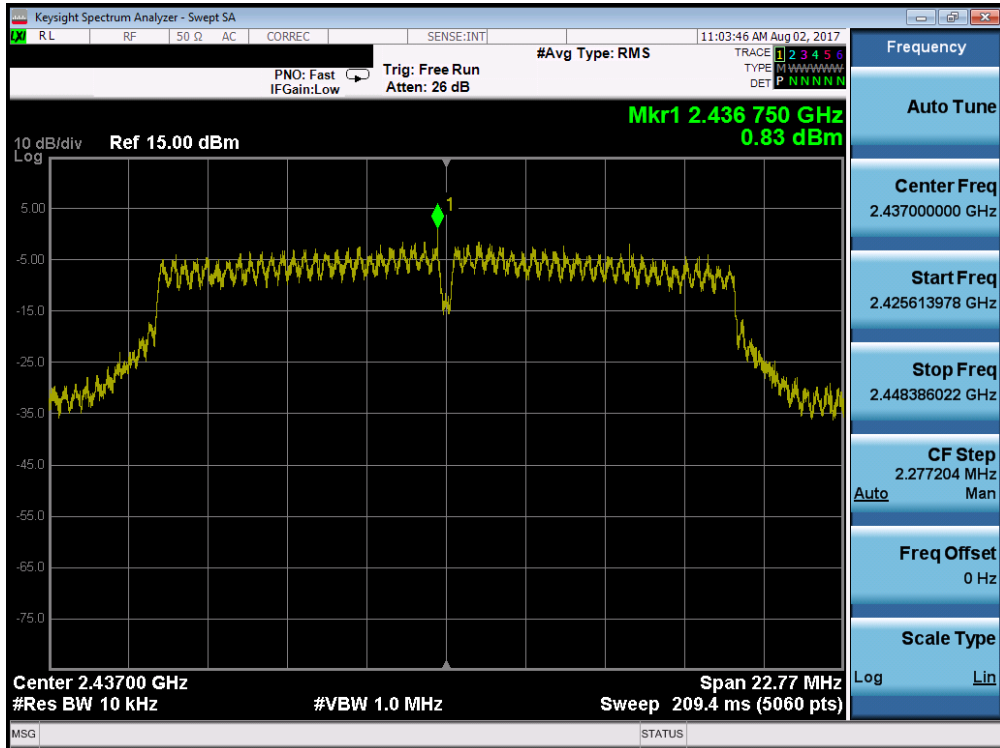 Keysight Spectrum Analyzer - Swept SA
LXI RL RF 50 Ω AC CORREC SENSE:INT 11:03:46 AM Aug 02, 2017
#Avg Type: RMS
TRACE 1 2 3 4 5 6
TYPE M W W W W W
DET P N N N N N
PNO: Fast Trig: Free Run
IFGain:Low Atten: 26 dB
Mkr1 2.436 750 GHz
0.83 dBm
10 dB/div Ref 15.00 dBm
Log
1
5.00
-5.00
-15.0
-25.0
-35.0
-45.0
-55.0
-65.0
-75.0
Center 2.43700 GHz Span 22.77 MHz
#Res BW 10 kHz #VBW 1.0 MHz Sweep 209.4 ms (5060 pts)
MSG STATUS
Frequency
Auto Tune
Center Freq
2.437000000 GHz
Start Freq
2.425613978 GHz
Stop Freq
2.448386022 GHz
CF Step
2.277204 MHz
Auto Man
Freq Offset
0 Hz
Scale Type
Log Lin